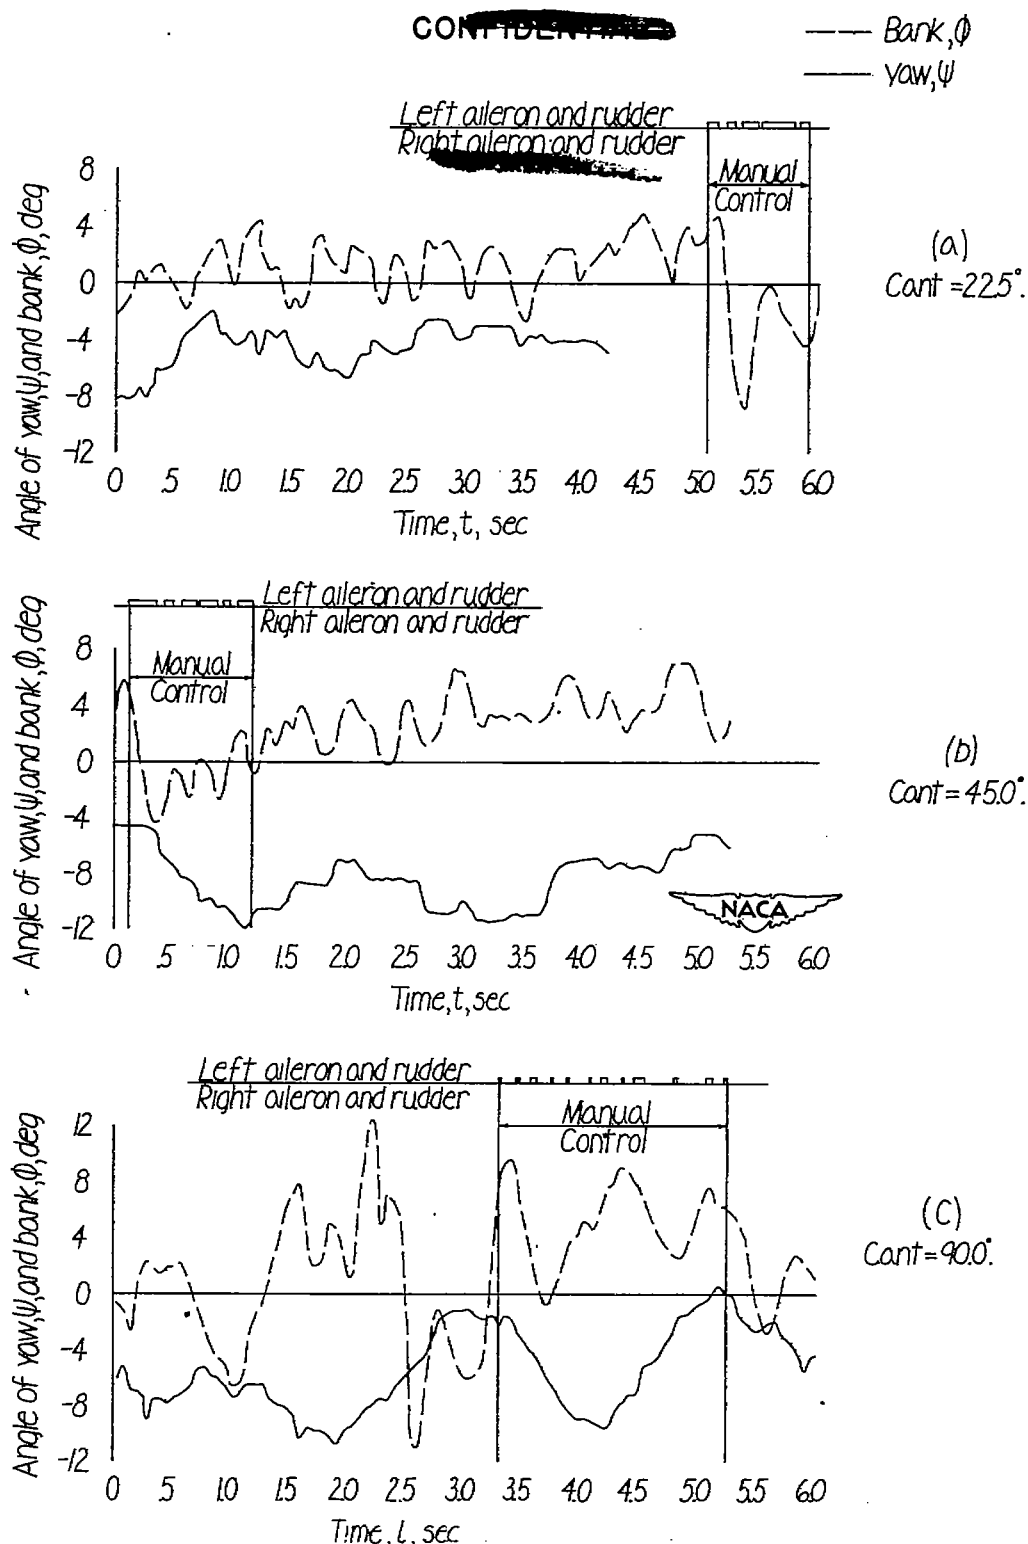 CONFIDENTIAL
Bank, ϕ
Yaw, ψ
Left aileron and rudder
Right aileron and rudder
Manual
Control
8
4
0
-4
-8
-12
Angle of yaw, ψ, and bank, ϕ, deg
0 .5 1.0 1.5 2.0 2.5 3.0 3.5 4.0 4.5 5.0 5.5 6.0
Time, t, sec
(a)
Cant = 22.5°.
Left aileron and rudder
Right aileron and rudder
Manual
Control
8
4
0
-4
-8
-12
Angle of yaw, ψ, and bank, ϕ, deg
0 .5 1.0 1.5 2.0 2.5 3.0 3.5 4.0 4.5 5.0 5.5 6.0
Time, t, sec
(b)
Cant = 45.0°.
NACA
Left aileron and rudder
Right aileron and rudder
Manual
Control
12
8
4
0
-4
-8
-12
Angle of yaw, ψ, and bank, ϕ, deg
0 .5 1.0 1.5 2.0 2.5 3.0 3.5 4.0 4.5 5.0 5.5 6.0
Time, t, sec
(c)
Cant = 90.0°.